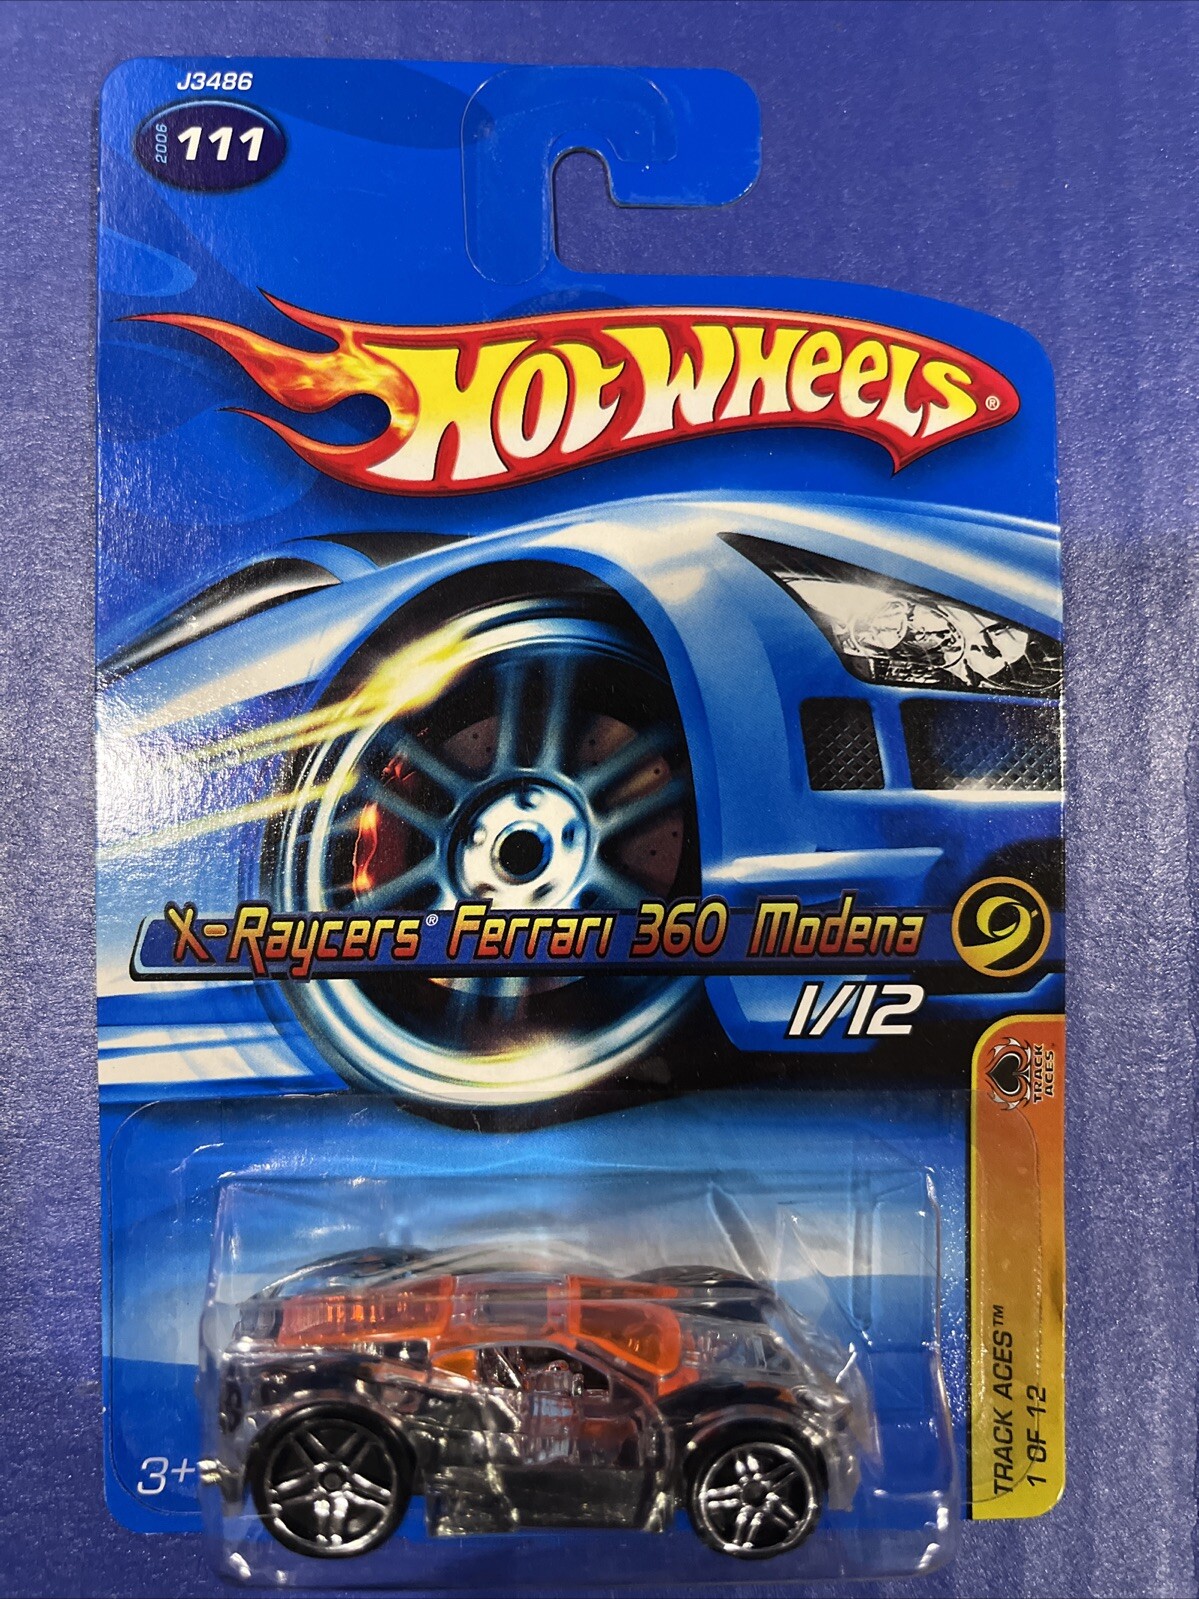 J3486
2006
111
HOT WHEELS®
X-Raycers® Ferrari 360 Modena
1/12
TRACK ACES®
TRACK ACES™
1 OF 12
3+